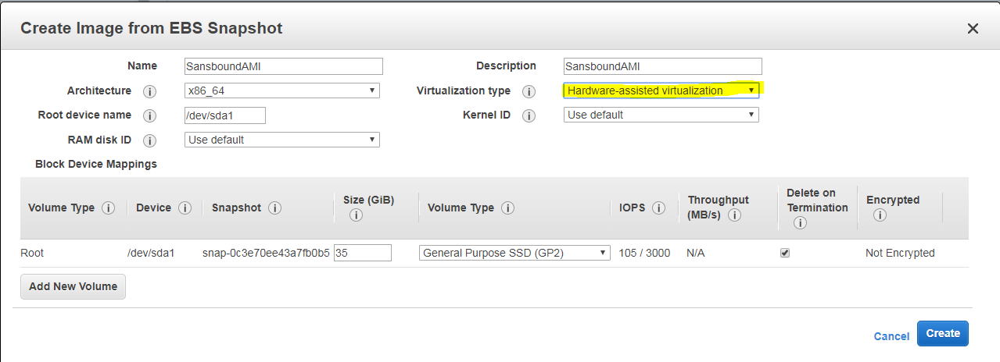 Create Image from EBS Snapshot
Name SansboundAMI Description SansboundAMI
Architecture x86_64 Virtualization type Hardware-assisted virtualization
Root device name /dev/sda1 Kernel ID Use default
RAM disk ID Use default
Block Device Mappings
Volume Type Device Snapshot Size (GiB) Volume Type IOPS Throughput (MB/s) Delete on Termination Encrypted
Root /dev/sda1 snap-0c3e70ee43a7fb0b5 35 General Purpose SSD (GP2) 105 / 3000 N/A Not Encrypted
Add New Volume
Cancel Create